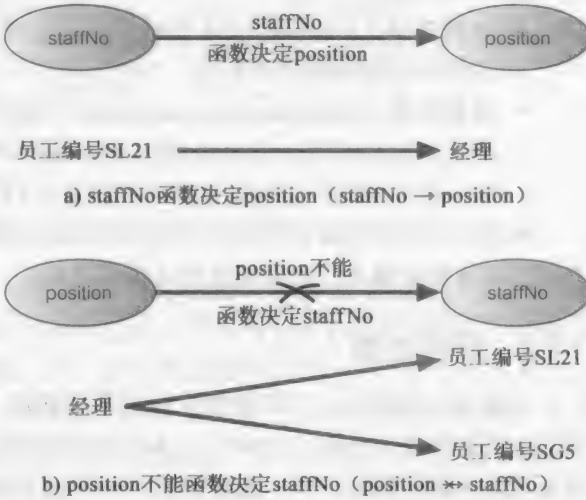 staffNo
staffNo
函数决定position
position
员工编号SL21
经理
a) staffNo函数决定position（staffNo → position）
position
position不能
函数决定staffNo
staffNo
经理
员工编号SL21
员工编号SG5
b) position不能函数决定staffNo（position ↛ staffNo）